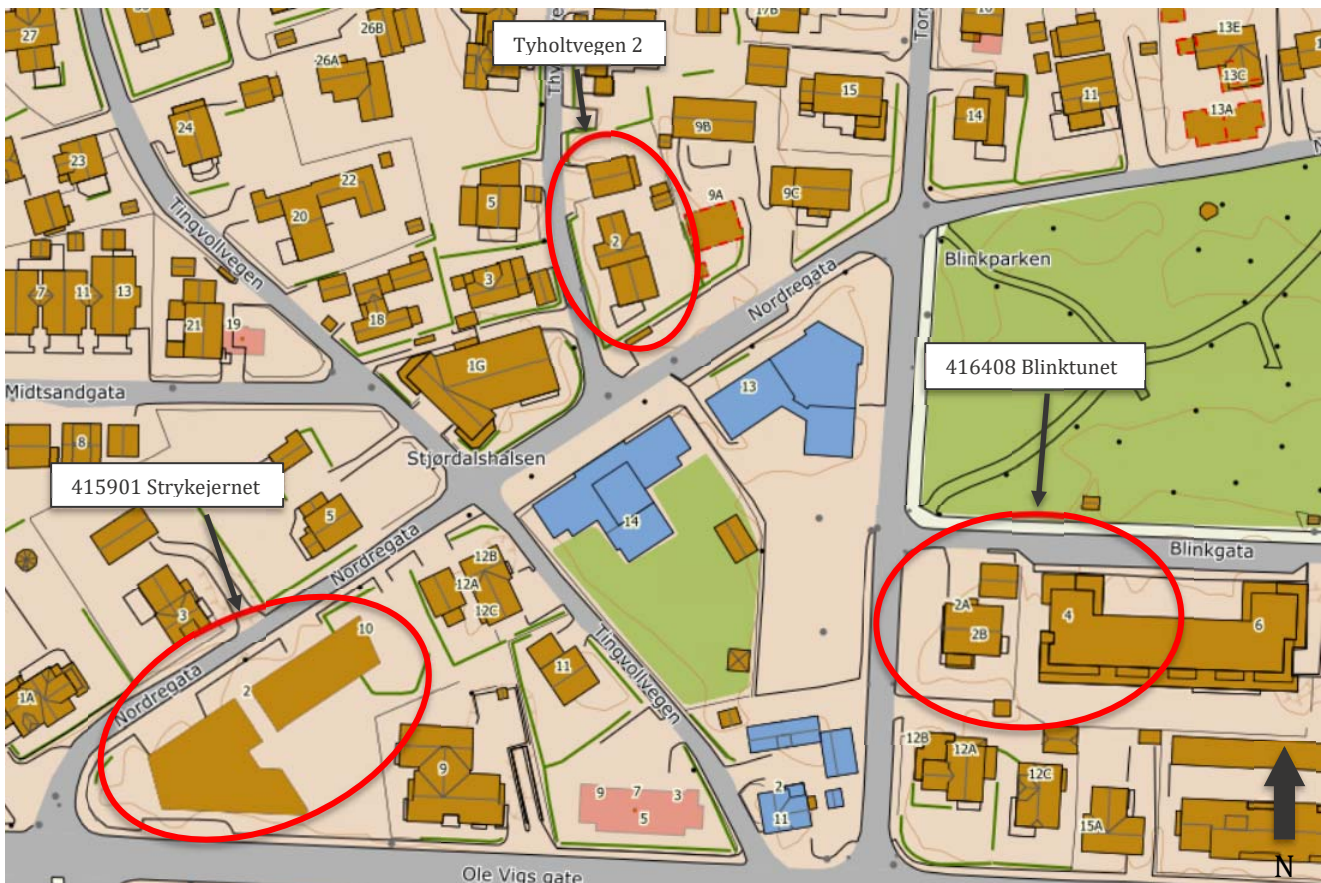 27
26B
17B
10
13E
Tyholtvegen 2
26A
15
13C
11
24
9B
14
13A
23
22
9A
9C
5
20
2
Tingvollvegen
Blinkparken
3
Nordregata
7
11
13
21
19
18
1G
13
416408 Blinktunet
Midtsandgata
8
Stjørdalshalsen
415901 Strykejernet
5
14
Nordregata
Blinkgata
12B
12A
12C
2A
2B
4
6
3
10
11
Tingvollvegen
1A
Nordregata
2
12B
12A
12C
9
9
7
3
5
2
11
15A
N
Ole Vigs gate